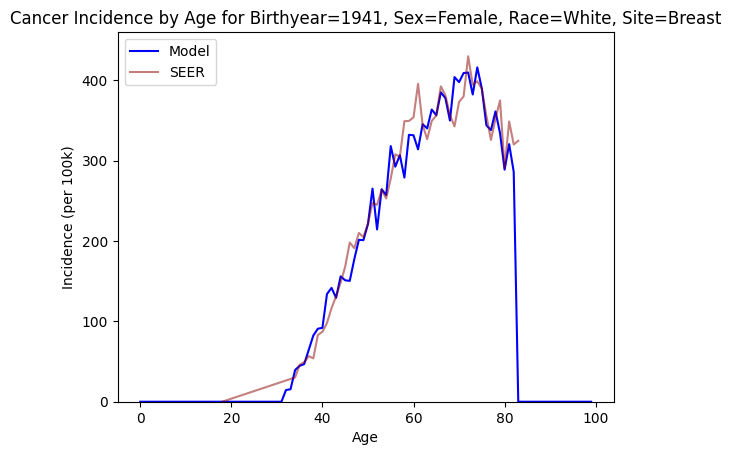 Cancer Incidence by Age for Birthyear=1941, Sex=Female, Race=White, Site=Breast
Model
SEER
400
300
200
100
0
Incidence (per 100k)
0 20 40 60 80 100
Age